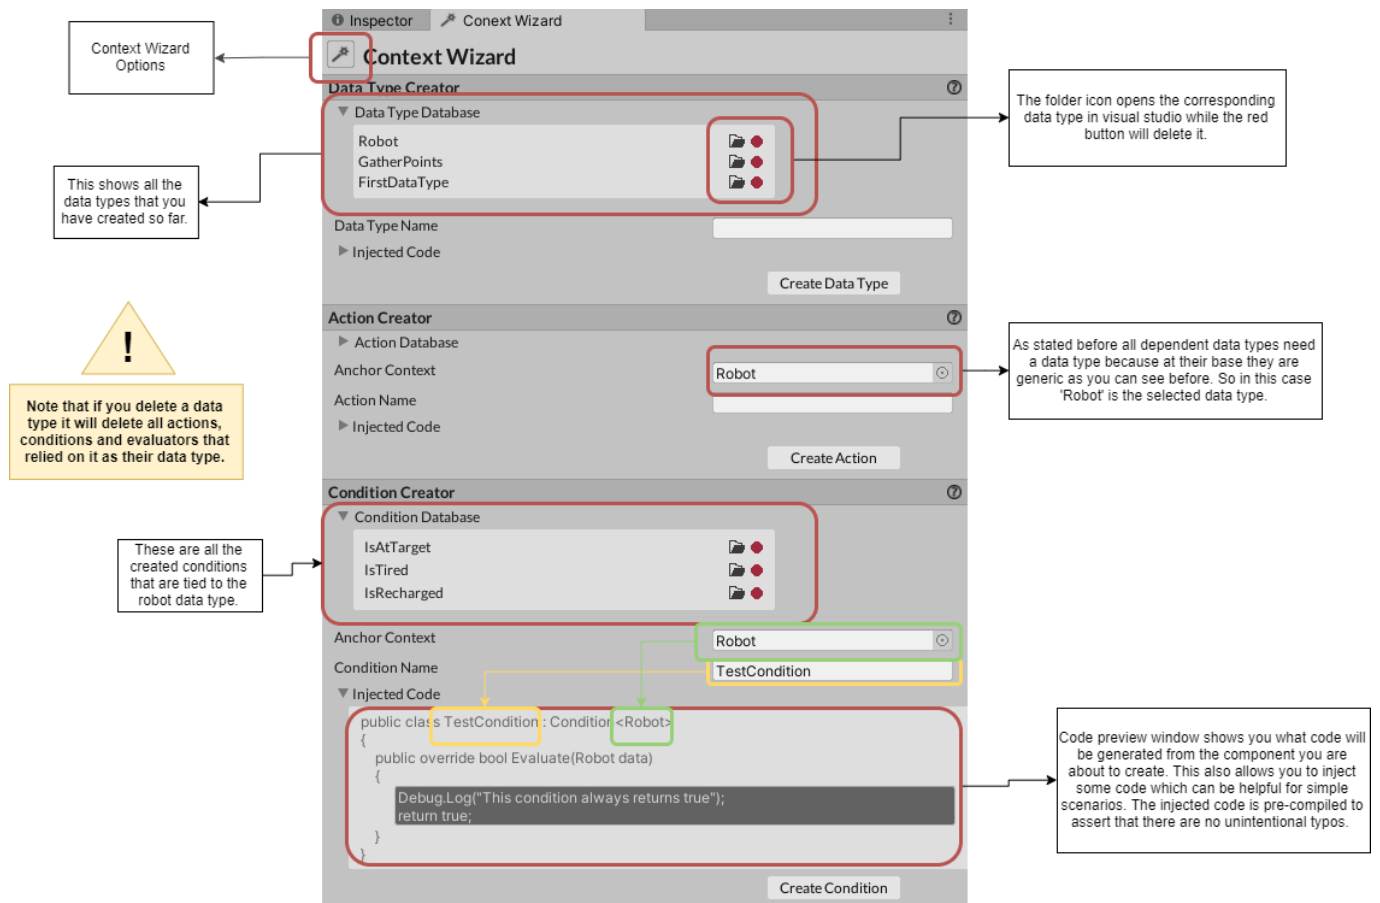 Inspector
Conext Wizard
Context Wizard
Context Wizard
Options
Data Type Creator
Data Type Database
Robot
GatherPoints
FirstDataType
The folder icon opens the corresponding
data type in visual studio while the red
button will delete it.
This shows all the
data types that you
have created so far.
Data Type Name
Injected Code
Create Data Type
Action Creator
Action Database
Anchor Context
Robot
Action Name
Injected Code
Create Action
As stated before all dependent data types need
a data type because at their base they are
generic as you can see before. So in this case
'Robot' is the selected data type.
!
Note that if you delete a data
type it will delete all actions,
conditions and evaluators that
relied on it as their data type.
Condition Creator
Condition Database
IsAtTarget
IsTired
IsRecharged
These are all the
created conditions
that are tied to the
robot data type.
Anchor Context
Robot
Condition Name
TestCondition
Injected Code
public class TestCondition : Condition <Robot>
{
public override bool Evaluate(Robot data)
{
Debug.Log("This condition always returns true");
return true;
}
}
Code preview window shows you what code will
be generated from the component you are
about to create. This also allows you to inject
some code which can be helpful for simple
scenarios. The injected code is pre-compiled to
assert that there are no unintentional typos.
Create Condition